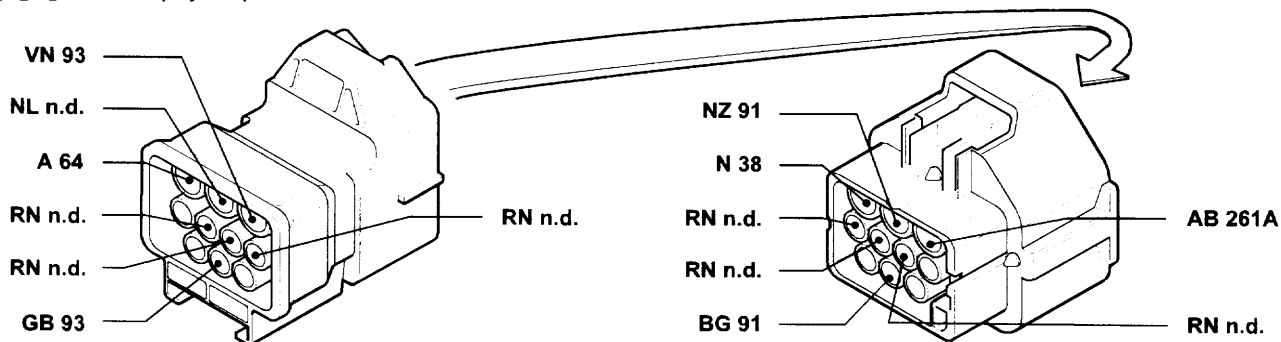 VN 93
NL n.d.
A 64
RN n.d.
RN n.d.
GB 93
RN n.d.
NZ 91
N 38
RN n.d.
RN n.d.
BG 91
AB 261A
RN n.d.